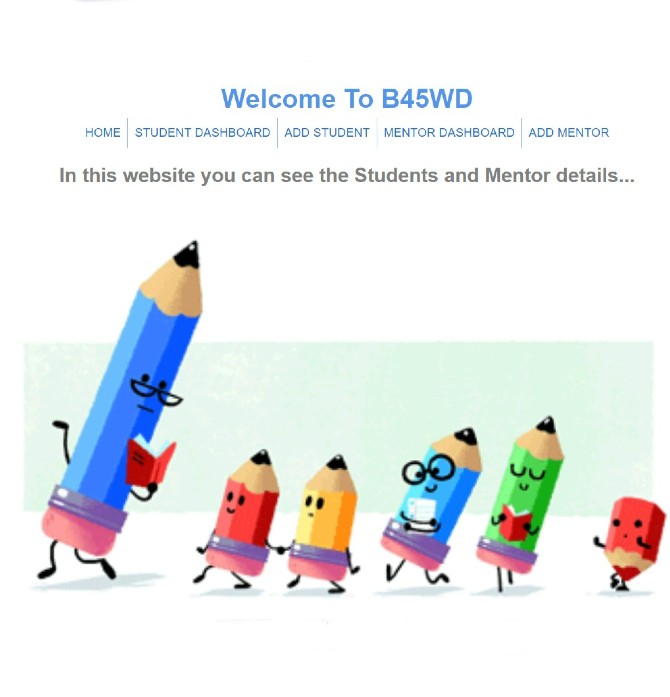 Welcome To B45WD
HOME STUDENT DASHBOARD ADD STUDENT MENTOR DASHBOARD ADD MENTOR
In this website you can see the Students and Mentor details...